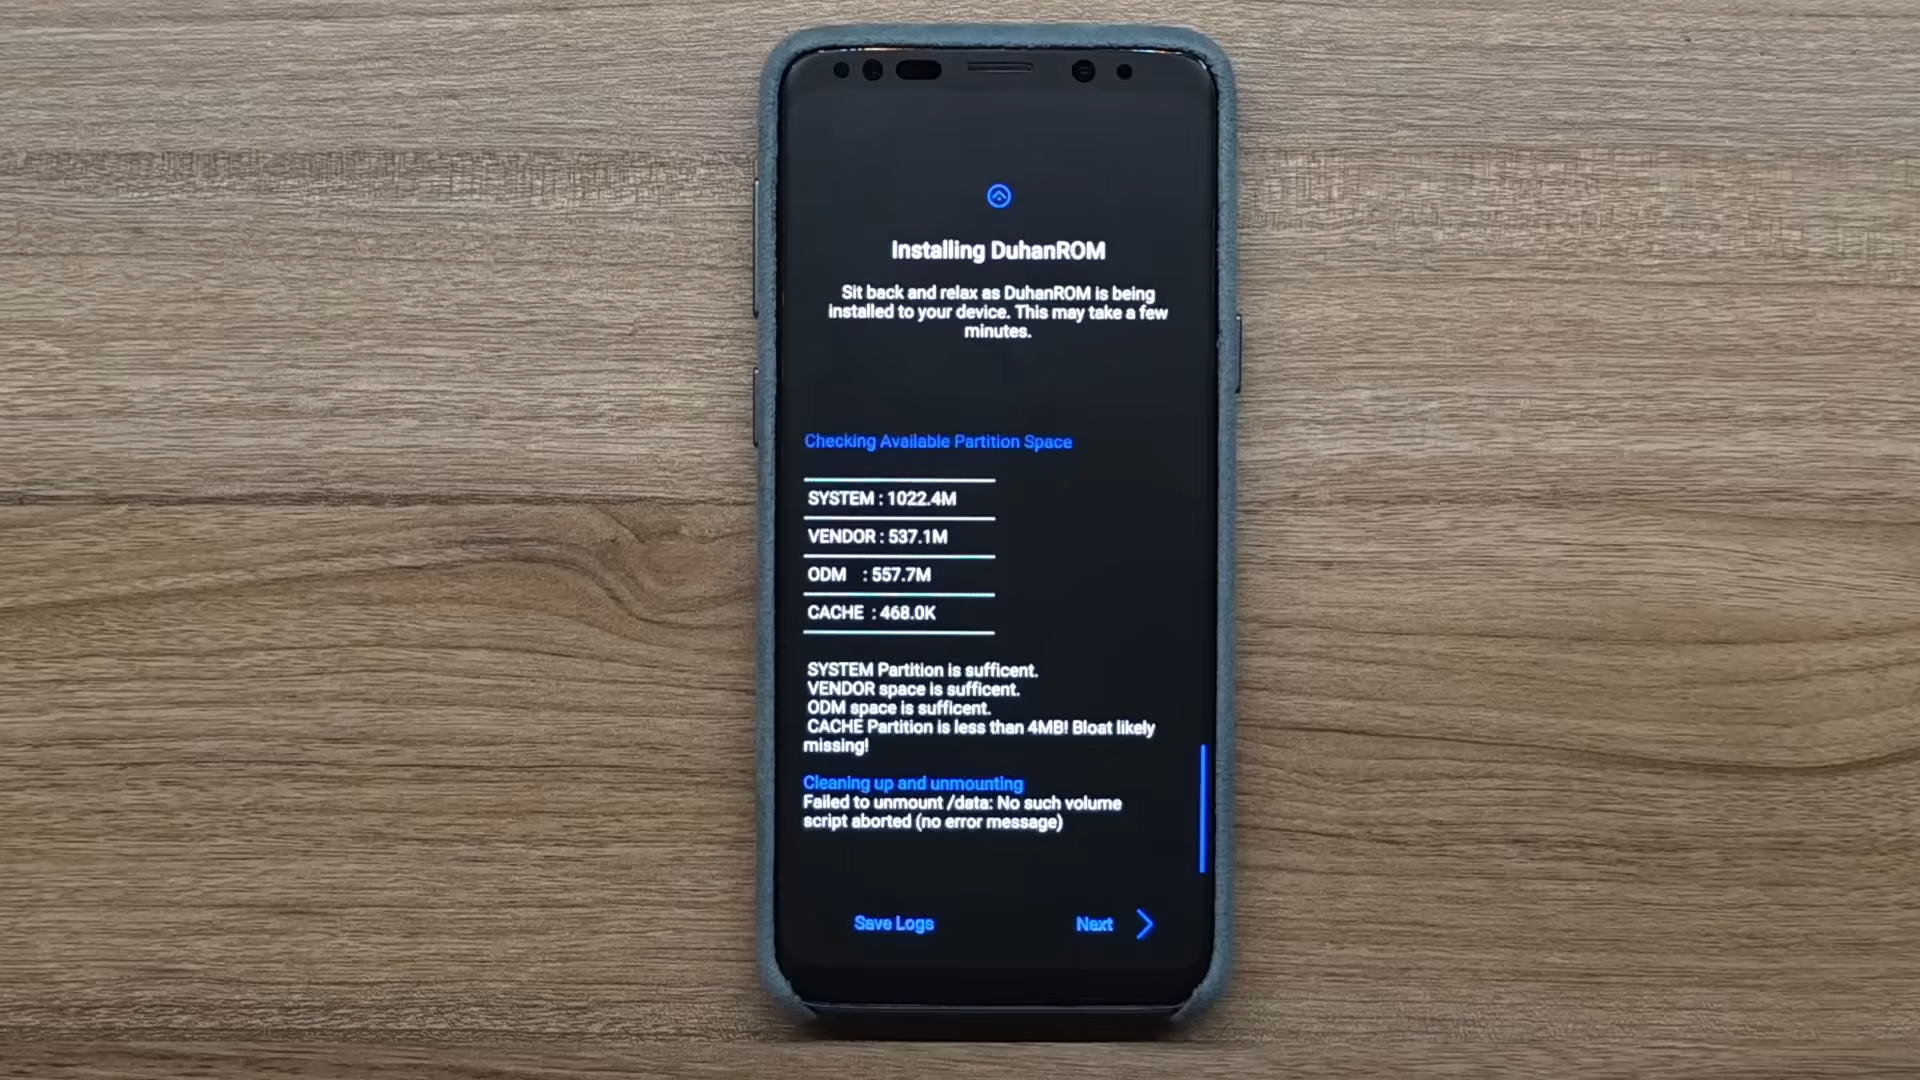 Installing DuhanROM
Sit back and relax as DuhanROM is being
installed to your device. This may take a few
minutes.
Checking Available Partition Space
SYSTEM : 1022.4M
VENDOR : 537.1M
ODM : 557.7M
CACHE : 468.0K
SYSTEM Partition is sufficent.
VENDOR space is sufficent.
ODM space is sufficent.
CACHE Partition is less than 4MB! Bloat likely
missing!
Cleaning up and unmounting
Failed to unmount /data: No such volume
script aborted (no error message)
Save Logs
Next